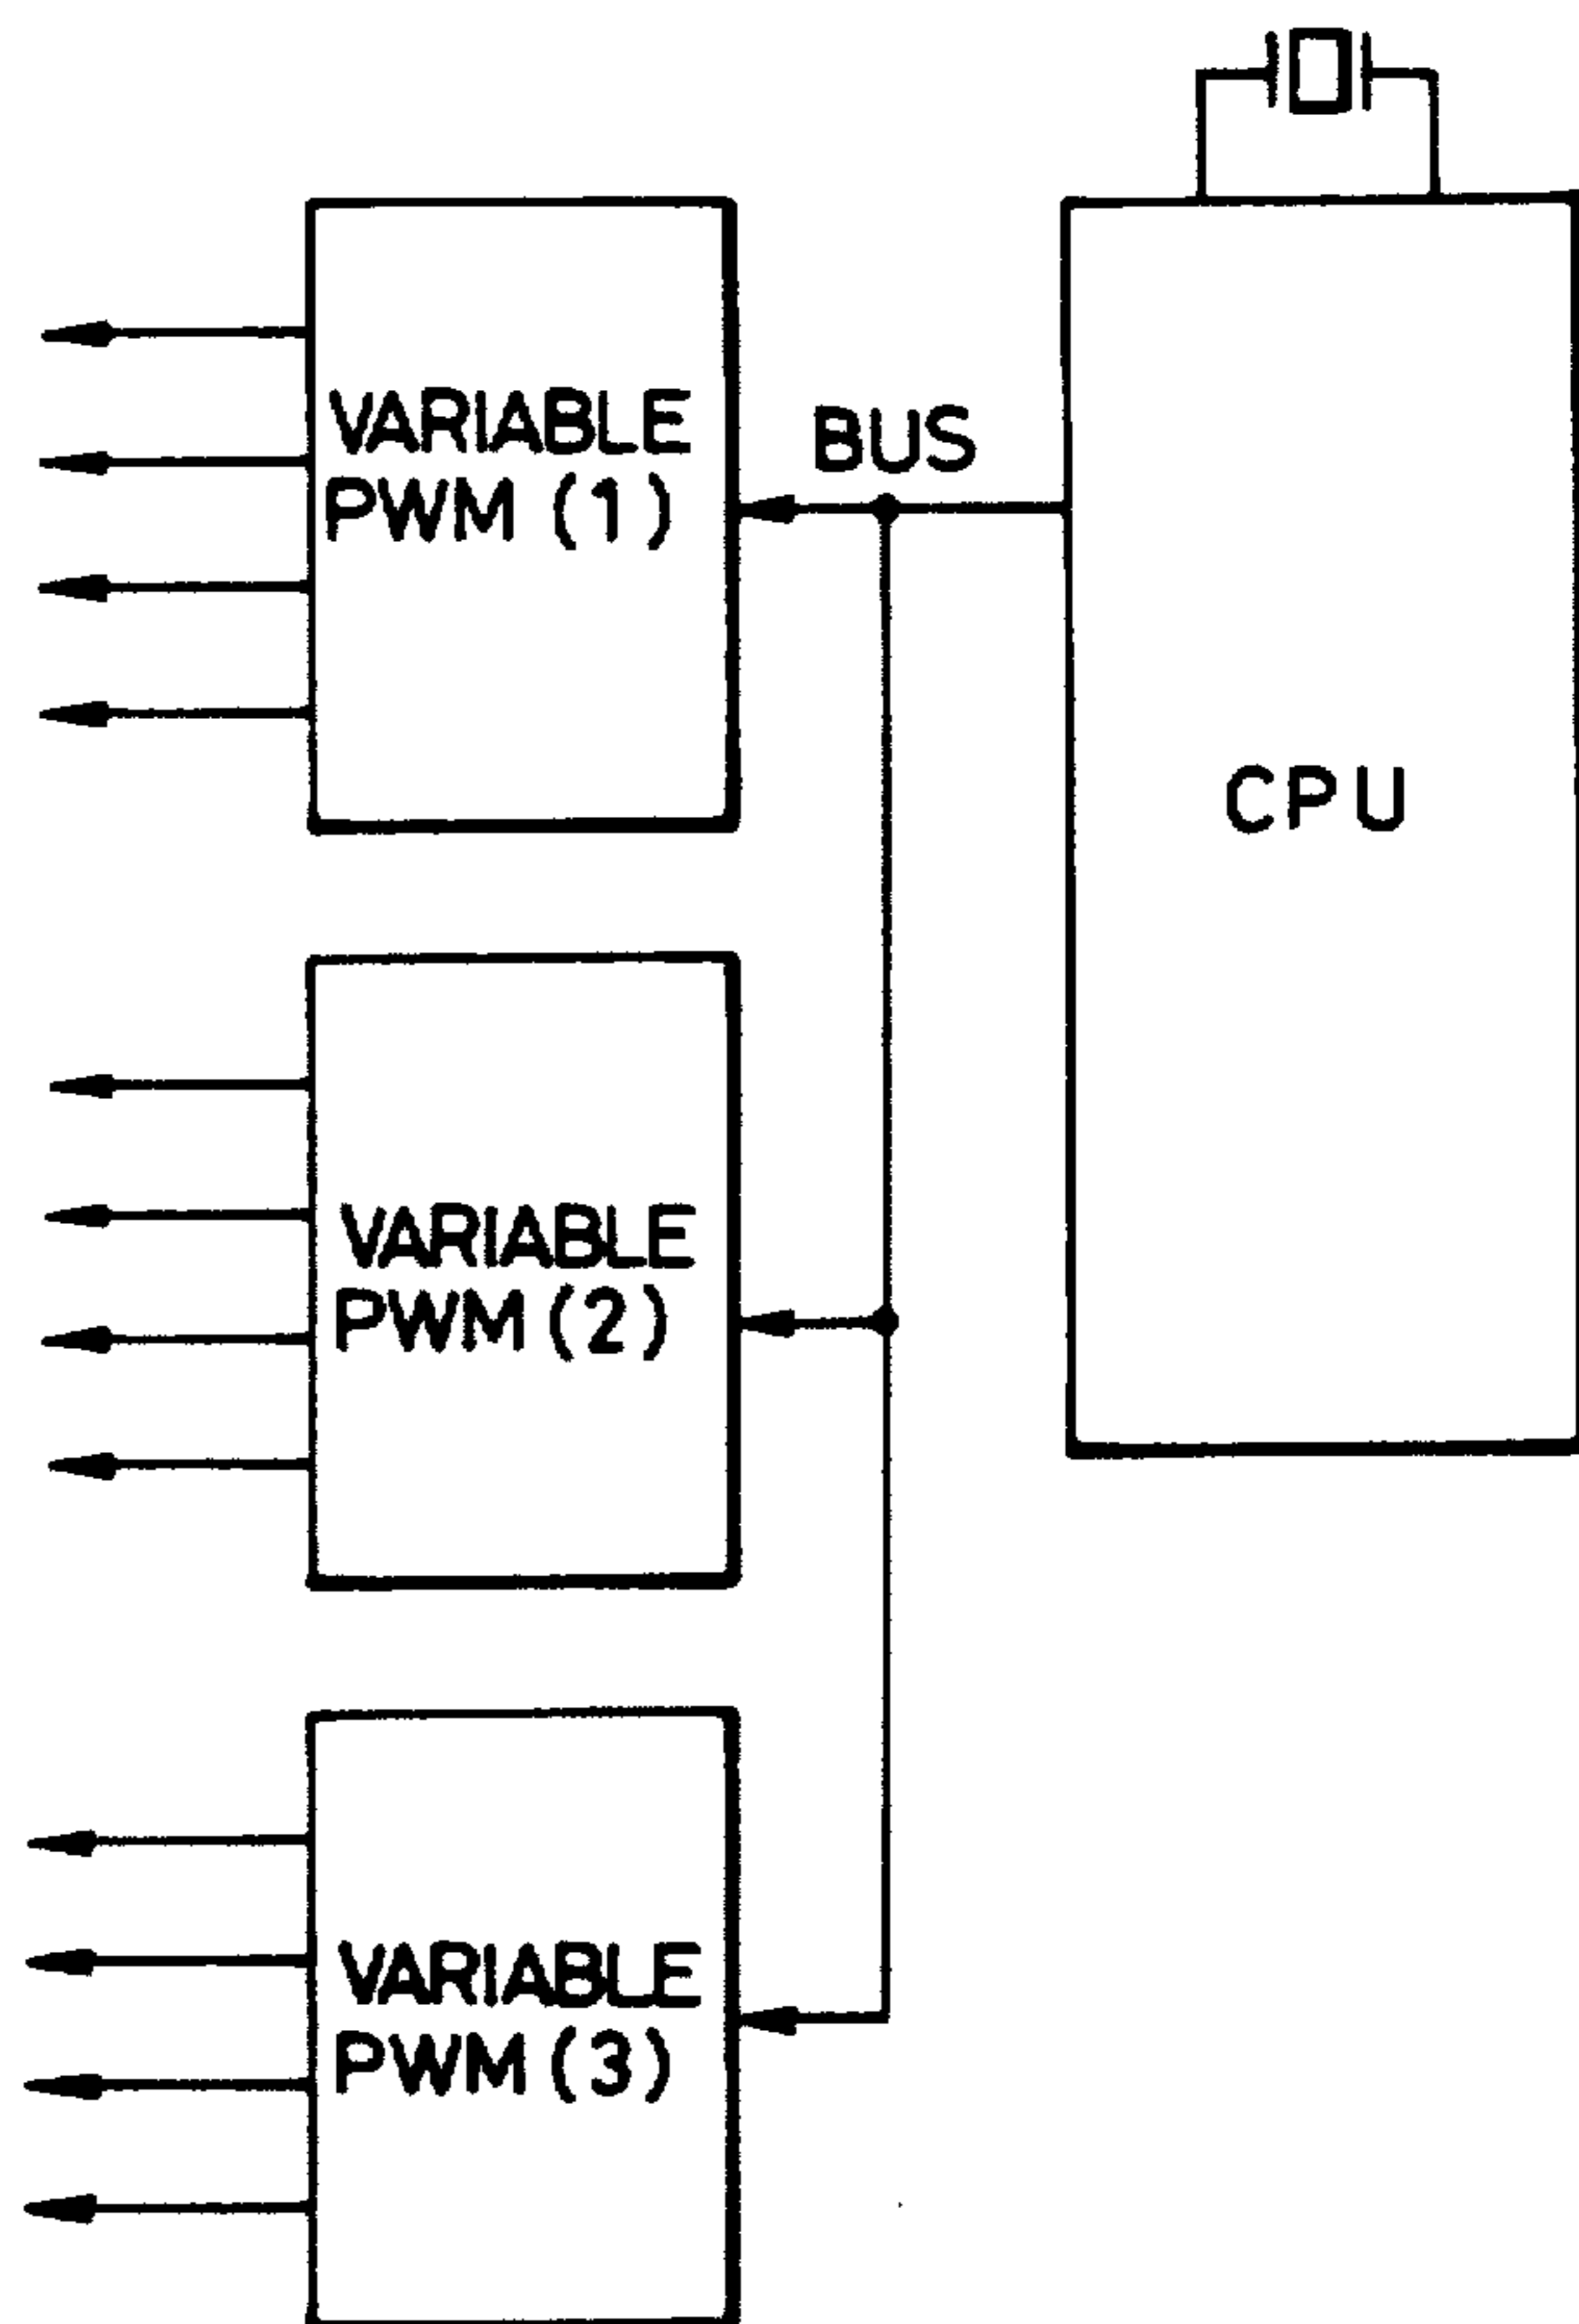 VARIABLE
PWM (1)
BUS
CPU
VARIABLE
PWM (2)
VARIABLE
PWM (3)